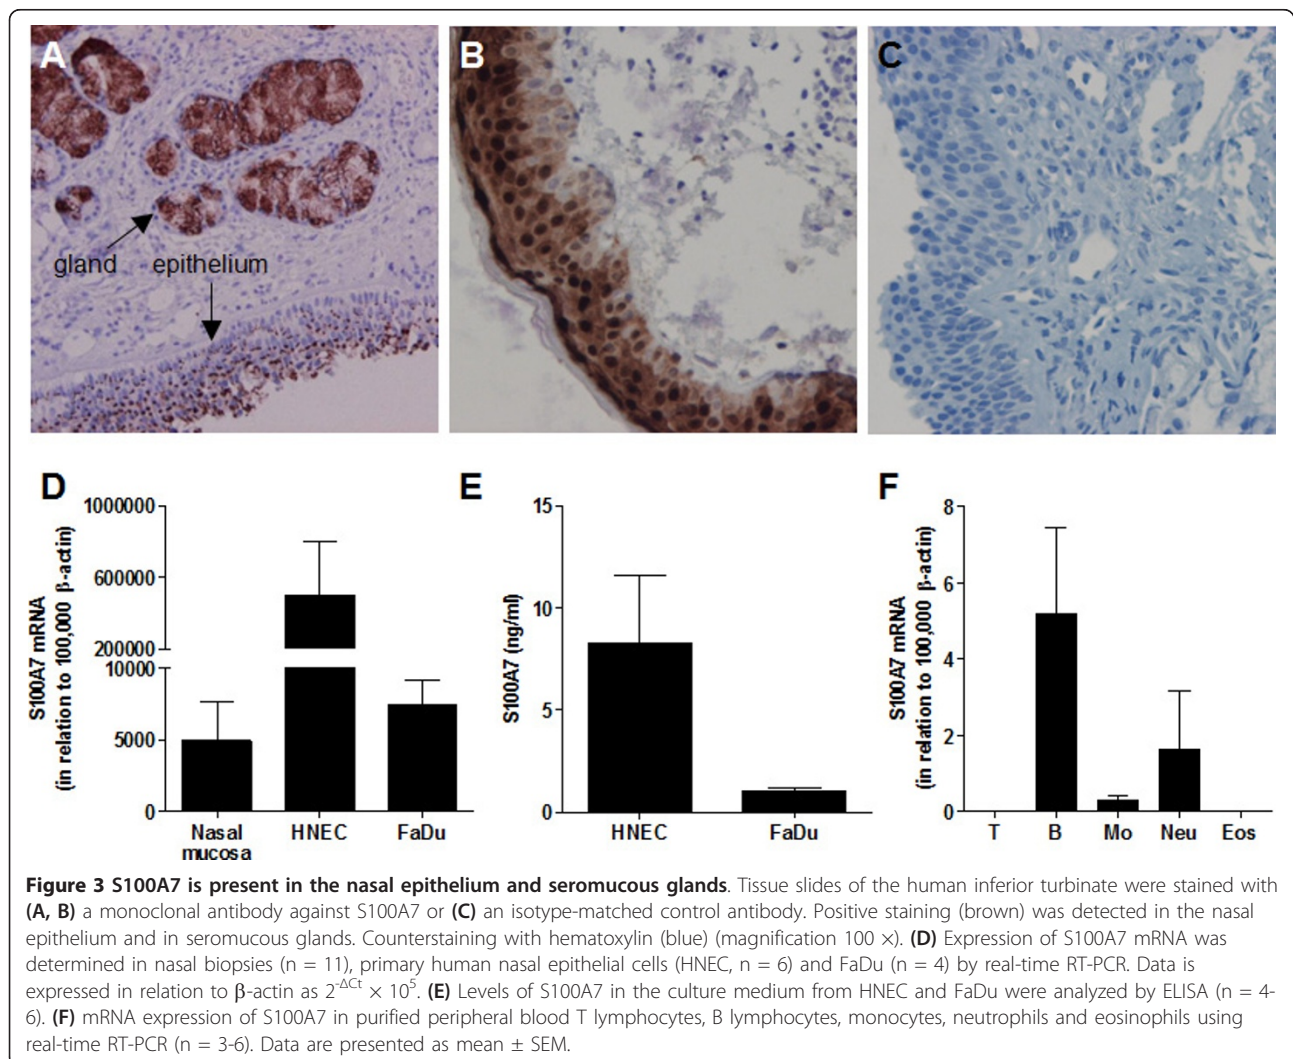 A
B
C
gland
epithelium
D
S100A7 mRNA
(in relation to 100,000 β-actin)
1000000
600000
200000
10000
5000
0
Nasal
mucosa
HNEC
FaDu
E
S100A7 (ng/ml)
15
10
5
0
HNEC
FaDu
F
S100A7 mRNA
(in relation to 100,000 β-actin)
8
6
4
2
0
T
B
Mo
Neu
Eos
Figure 3 S100A7 is present in the nasal epithelium and seromucous glands. Tissue slides of the human inferior turbinate were stained with
(A, B) a monoclonal antibody against S100A7 or (C) an isotype-matched control antibody. Positive staining (brown) was detected in the nasal
epithelium and in seromucous glands. Counterstaining with hematoxylin (blue) (magnification 100 ×). (D) Expression of S100A7 mRNA was
determined in nasal biopsies (n = 11), primary human nasal epithelial cells (HNEC, n = 6) and FaDu (n = 4) by real-time RT-PCR. Data is
expressed in relation to β-actin as 2-ΔCt × 105. (E) Levels of S100A7 in the culture medium from HNEC and FaDu were analyzed by ELISA (n = 4-
6). (F) mRNA expression of S100A7 in purified peripheral blood T lymphocytes, B lymphocytes, monocytes, neutrophils and eosinophils using
real-time RT-PCR (n = 3-6). Data are presented as mean ± SEM.